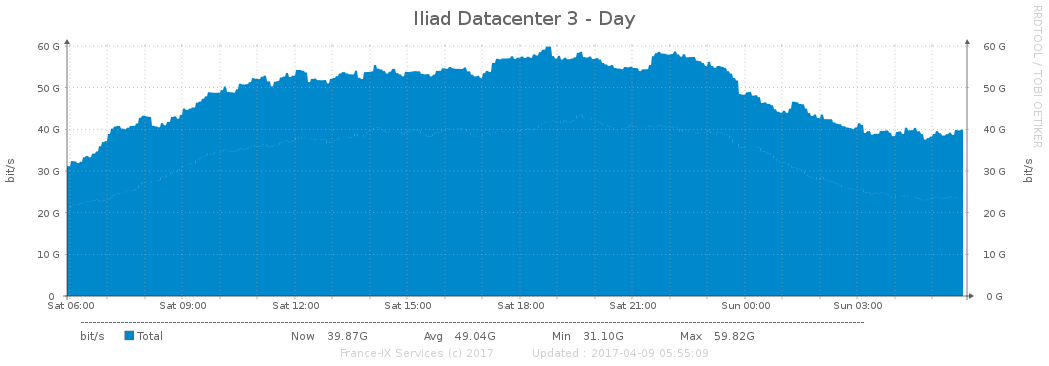 Iliad Datacenter 3 - Day
RRDTOOL / TOBI OETIKER
60 G 60 G
50 G 50 G
40 G 40 G
30 G 30 G
20 G 20 G
10 G 10 G
0 0 G
bit/s bit/s
Sat 06:00 Sat 09:00 Sat 12:00 Sat 15:00 Sat 18:00 Sat 21:00 Sun 00:00 Sun 03:00
bit/s Total Now 39.87G Avg 49.04G Min 31.10G Max 59.82G
France-IX Services (c) 2017 Updated : 2017-04-09 05:55:09